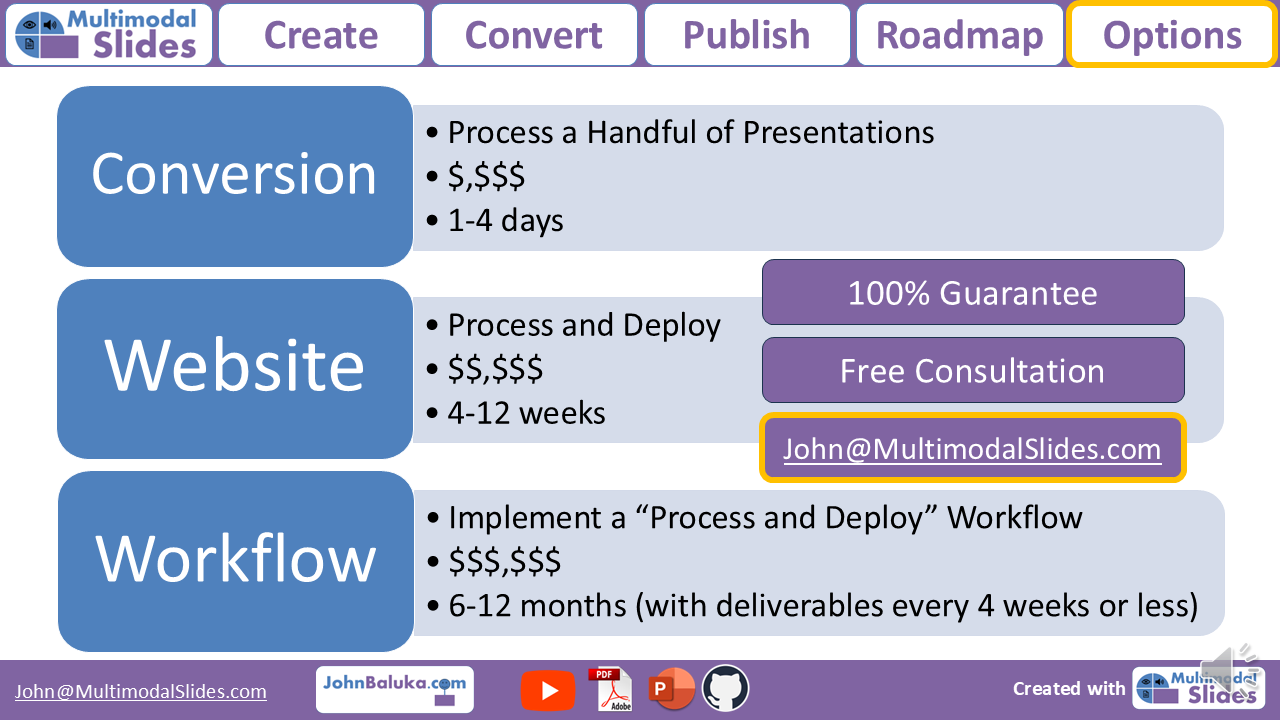 Multimodal
Slides
Create
Convert
Publish
Roadmap
Options
Conversion
• Process a Handful of Presentations
• $,$$$
• 1-4 days
Website
• Process and Deploy
• $$,$$$
• 4-12 weeks
100% Guarantee
Free Consultation
John@MultimodalSlides.com
Workflow
• Implement a “Process and Deploy” Workflow
• $$$,$$$
• 6-12 months (with deliverables every 4 weeks or less)
John@MultimodalSlides.com
JohnBaluka.com
PDF
Adobe
P
Created with
Multimodal
Slides